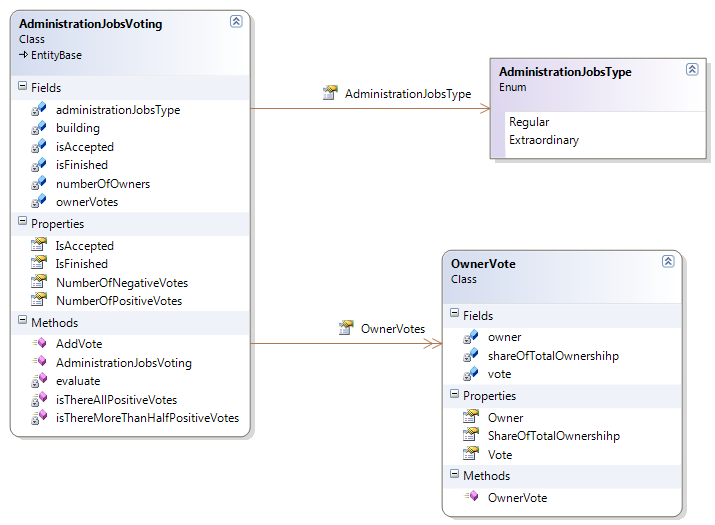 AdministrationJobsVoting
Class
EntityBase
Fields
administrationJobsType
building
isAccepted
isFinished
numberOfOwners
ownerVotes
Properties
IsAccepted
IsFinished
NumberOfNegativeVotes
NumberOfPositiveVotes
Methods
AddVote
AdministrationJobsVoting
evaluate
isThereAllPositiveVotes
isThereMoreThanHalfPositiveVotes
AdministrationJobsType
AdministrationJobsType
Enum
Regular
Extraordinary
OwnerVotes
OwnerVote
Class
Fields
owner
shareOfTotalOwnershihp
vote
Properties
Owner
ShareOfTotalOwnershihp
Vote
Methods
OwnerVote